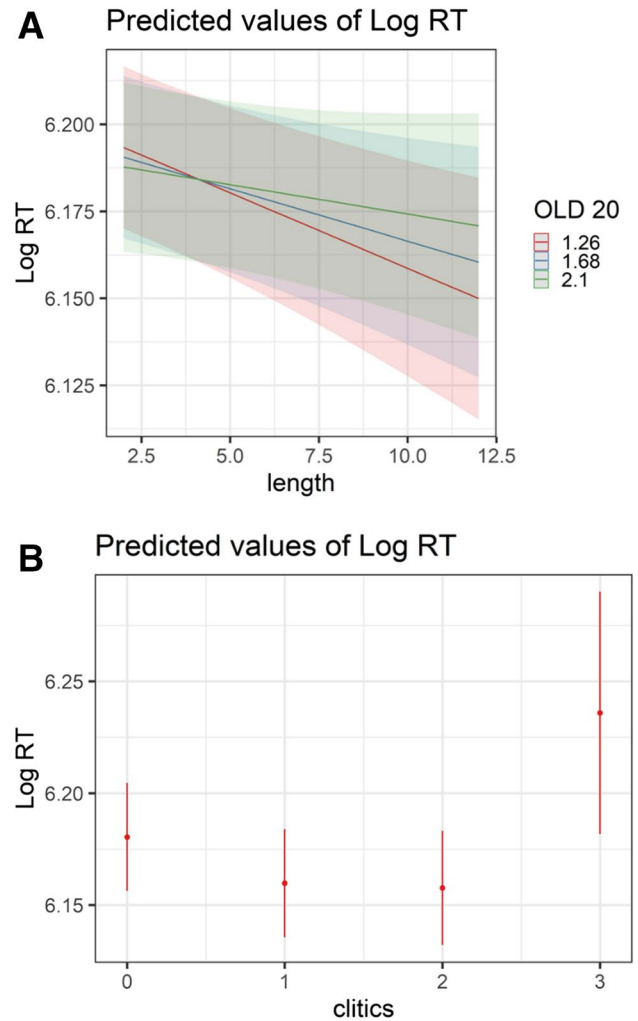 A
Predicted values of Log RT
Log RT
6.200
6.175
6.150
6.125
2.5 5.0 7.5 10.0 12.5
length
OLD 20
1.26
1.68
2.1
B
Predicted values of Log RT
Log RT
6.25
6.20
6.15
0 1 2 3
clitics